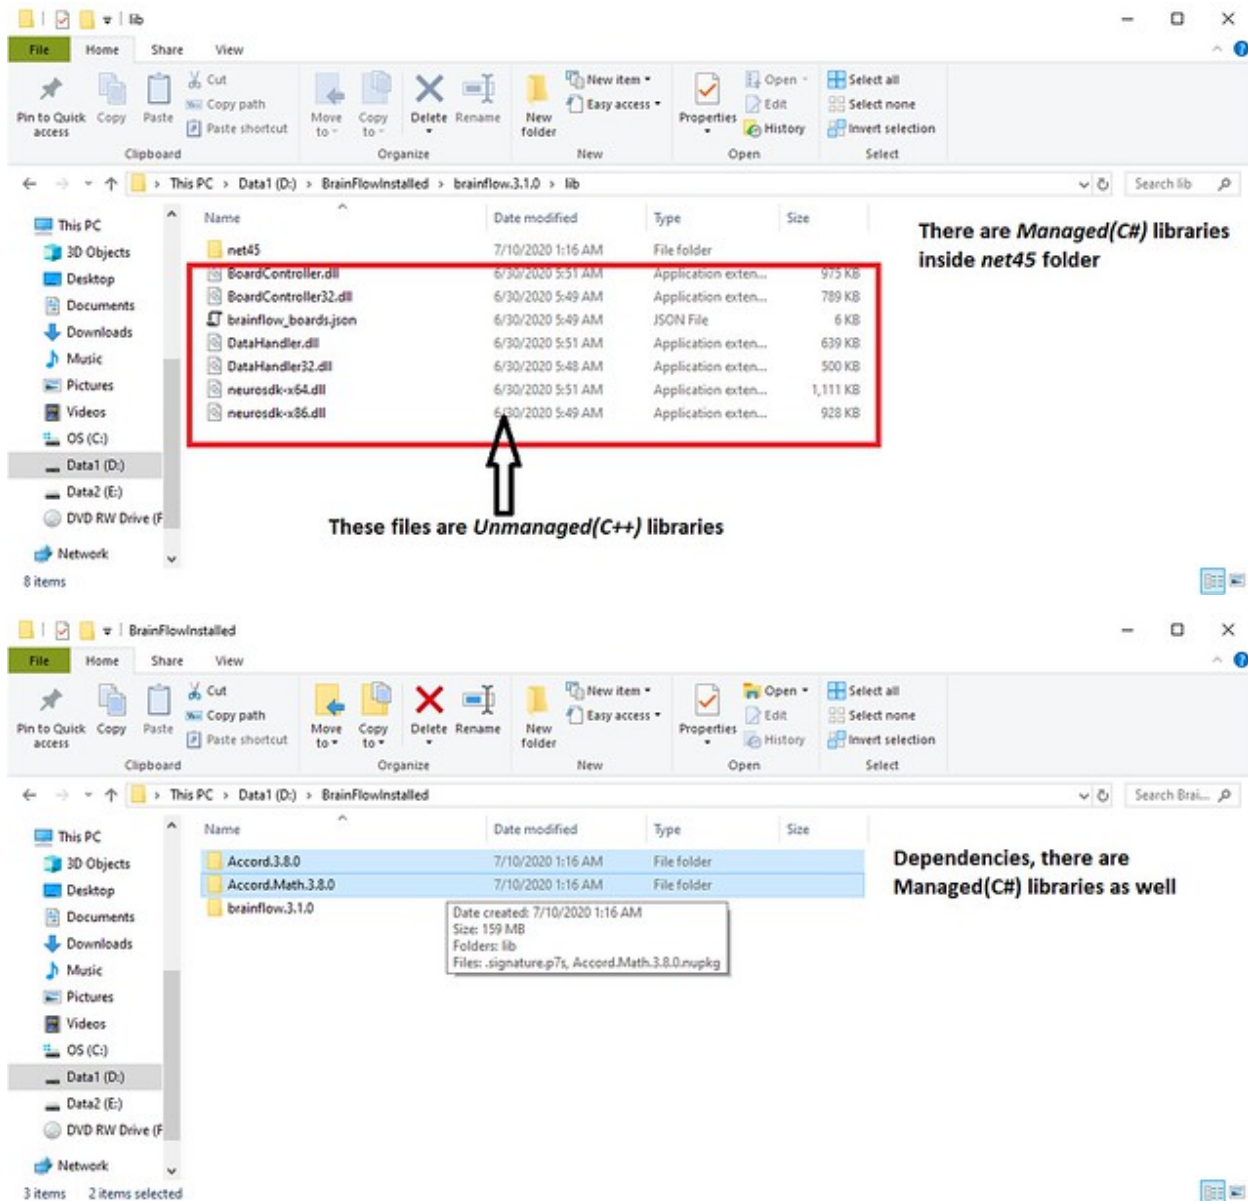 lib
File Home Share View
Pin to Quick access Copy Paste
Cut
Copy path
Paste shortcut
Clipboard
Move to Copy to Delete Rename
Organize
New folder
New item
Easy access
New
Properties
Open
Edit
History
Open
Select all
Select none
Invert selection
Select
This PC > Data1 (D:) > BrainFlowInstalled > brainflow.3.1.0 > lib
Search lib
This PC
3D Objects
Desktop
Documents
Downloads
Music
Pictures
Videos
OS (C:)
Data1 (D:)
Data2 (E:)
DVD RW Drive (F
Network
8 items
Name Date modified Type Size
net45 7/10/2020 1:16 AM File folder
BoardController.dll 6/30/2020 5:51 AM Application exten... 975 KB
BoardController32.dll 6/30/2020 5:49 AM Application exten... 789 KB
brainflow_boards.json 6/30/2020 5:49 AM JSON File 6 KB
DataHandler.dll 6/30/2020 5:51 AM Application exten... 639 KB
DataHandler32.dll 6/30/2020 5:48 AM Application exten... 500 KB
neurosdk-x64.dll 6/30/2020 5:51 AM Application exten... 1,111 KB
neurosdk-x86.dll 6/30/2020 5:49 AM Application exten... 928 KB
There are Managed(C#) libraries
inside net45 folder
These files are Unmanaged(C++) libraries
BrainFlowInstalled
File Home Share View
Pin to Quick access Copy Paste
Cut
Copy path
Paste shortcut
Clipboard
Move to Copy to Delete Rename
Organize
New folder
New item
Easy access
New
Properties
Open
Edit
History
Open
Select all
Select none
Invert selection
Select
This PC > Data1 (D:) > BrainFlowInstalled
Search Brai...
This PC
3D Objects
Desktop
Documents
Downloads
Music
Pictures
Videos
OS (C:)
Data1 (D:)
Data2 (E:)
DVD RW Drive (F
Network
3 items 2 items selected
Name Date modified Type Size
Accord.3.8.0 7/10/2020 1:16 AM File folder
Accord.Math.3.8.0 7/10/2020 1:16 AM File folder
brainflow.3.1.0
Date created: 7/10/2020 1:16 AM
Size: 159 MB
Folders: lib
Files: .signature.p7s, Accord.Math.3.8.0.nupkg
Dependencies, there are
Managed(C#) libraries as well